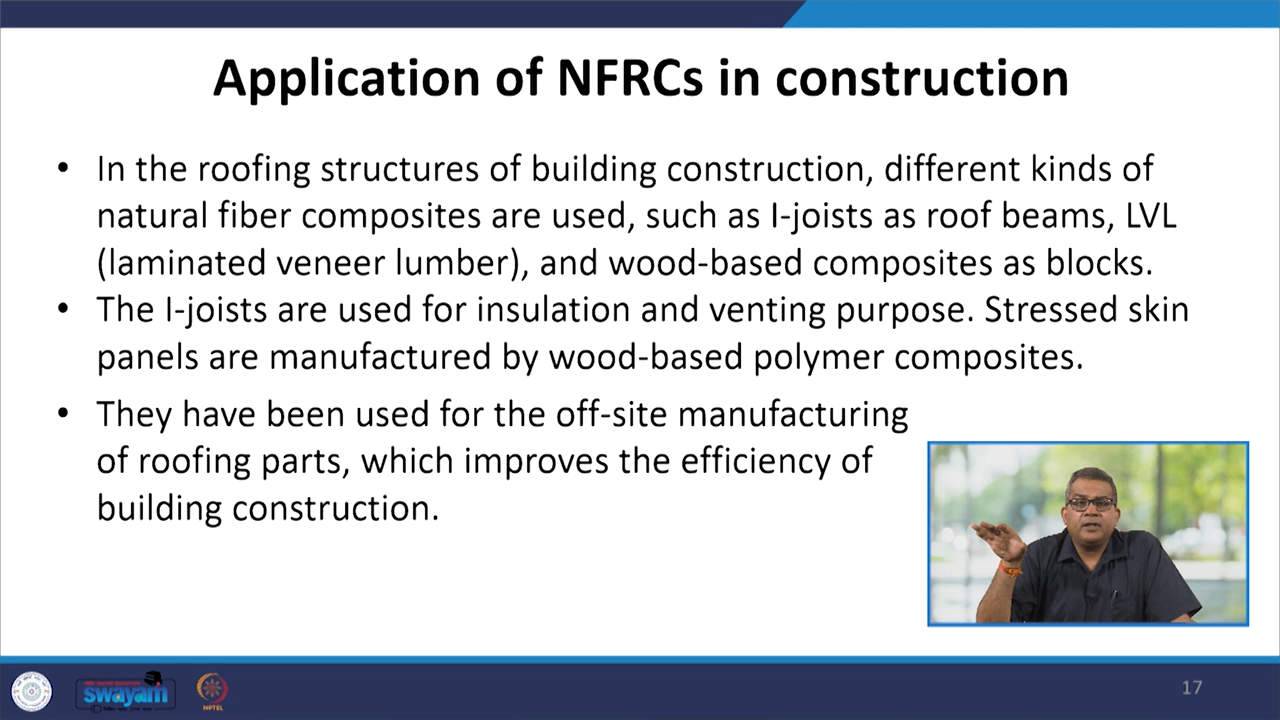 Application of NFRCs in construction
• In the roofing structures of building construction, different kinds of
natural fiber composites are used, such as I-joists as roof beams, LVL
(laminated veneer lumber), and wood-based composites as blocks.
• The I-joists are used for insulation and venting purpose. Stressed skin
panels are manufactured by wood-based polymer composites.
• They have been used for the off-site manufacturing
of roofing parts, which improves the efficiency of
building construction.
swayam
NPTEL
17